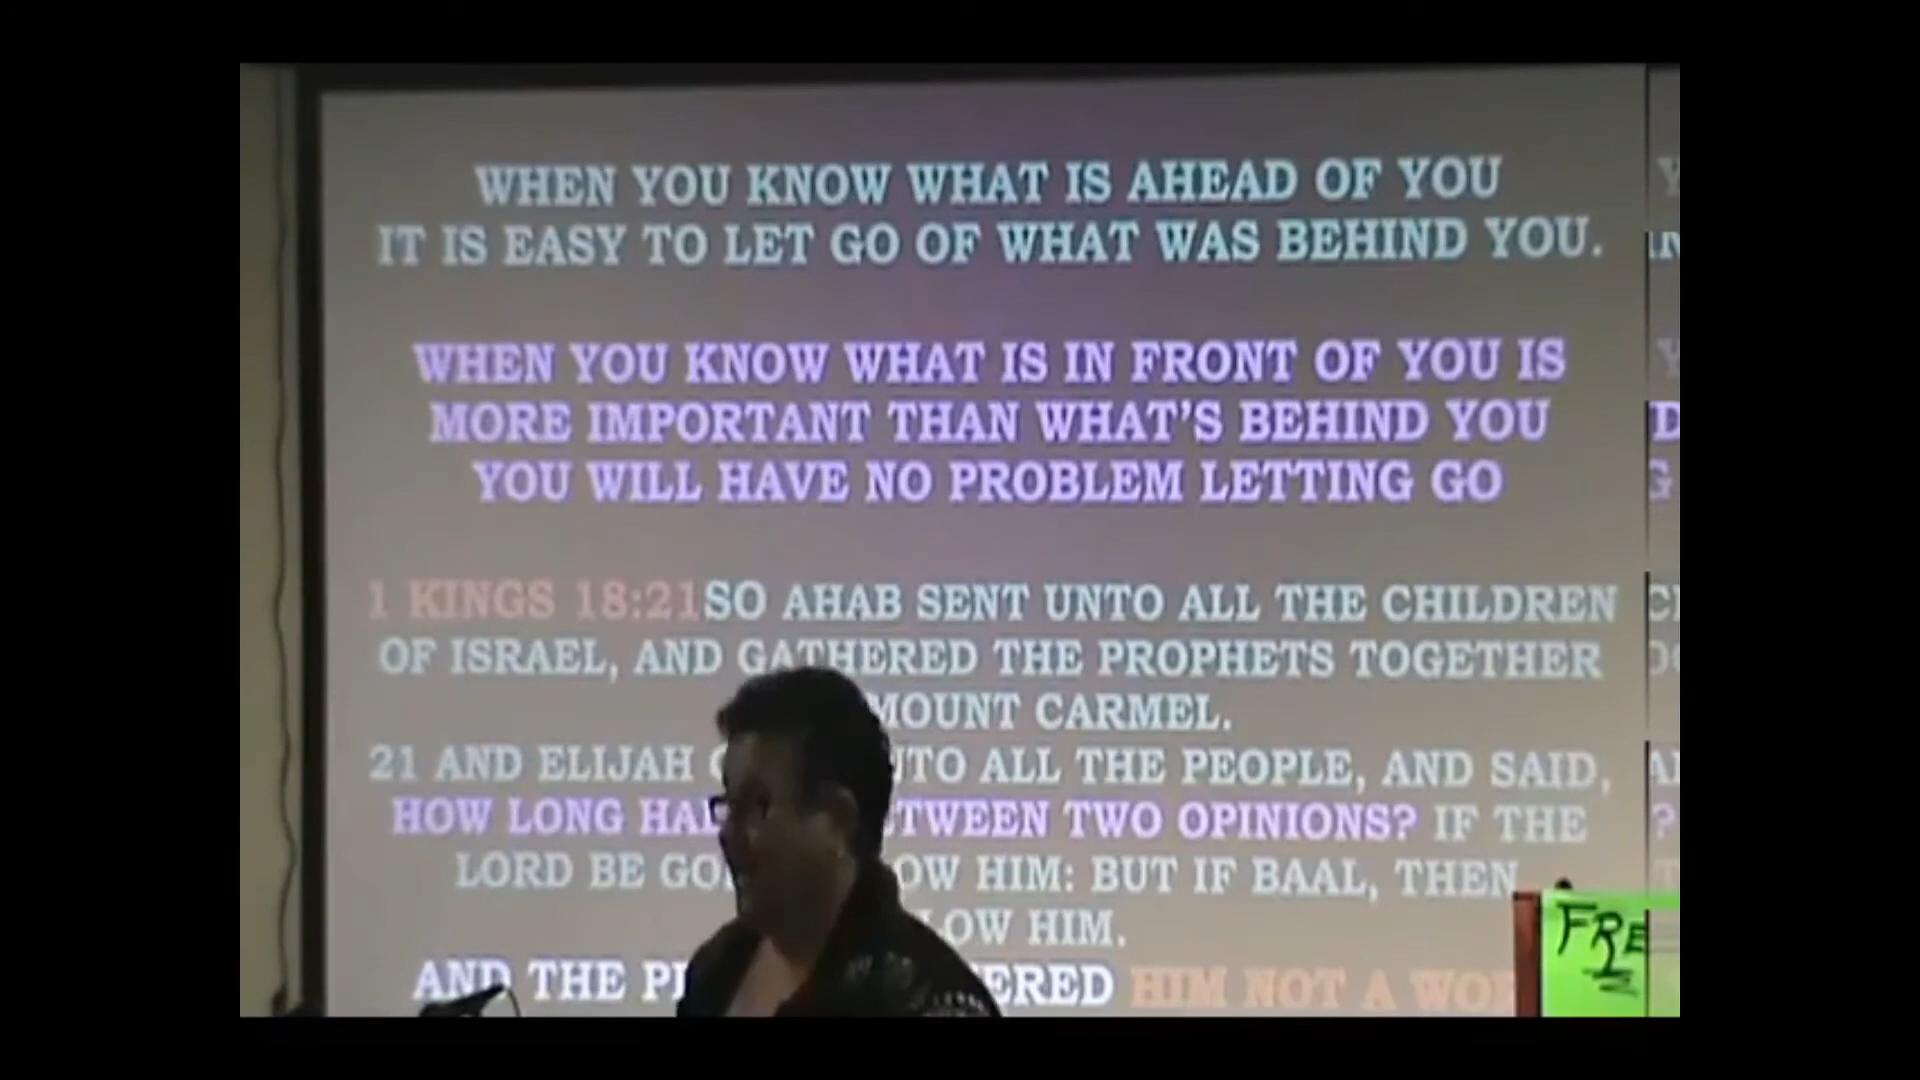 WHEN YOU KNOW WHAT IS AHEAD OF YOU
IT IS EASY TO LET GO OF WHAT WAS BEHIND YOU.
WHEN YOU KNOW WHAT IS IN FRONT OF YOU IS
MORE IMPORTANT THAN WHAT'S BEHIND YOU
YOU WILL HAVE NO PROBLEM LETTING GO
1 KINGS 18:21 SO AHAB SENT UNTO ALL THE CHILDREN
OF ISRAEL, AND GATHERED THE PROPHETS TOGETHER
MOUNT CARMEL.
21 AND ELIJAH ALL THE PEOPLE, AND SAID,
HOW LONG TWO OPINIONS? IF THE
LORD BE HIM: BUT IF BAAL, THEN
HIM.
AND THE HIM NOT A